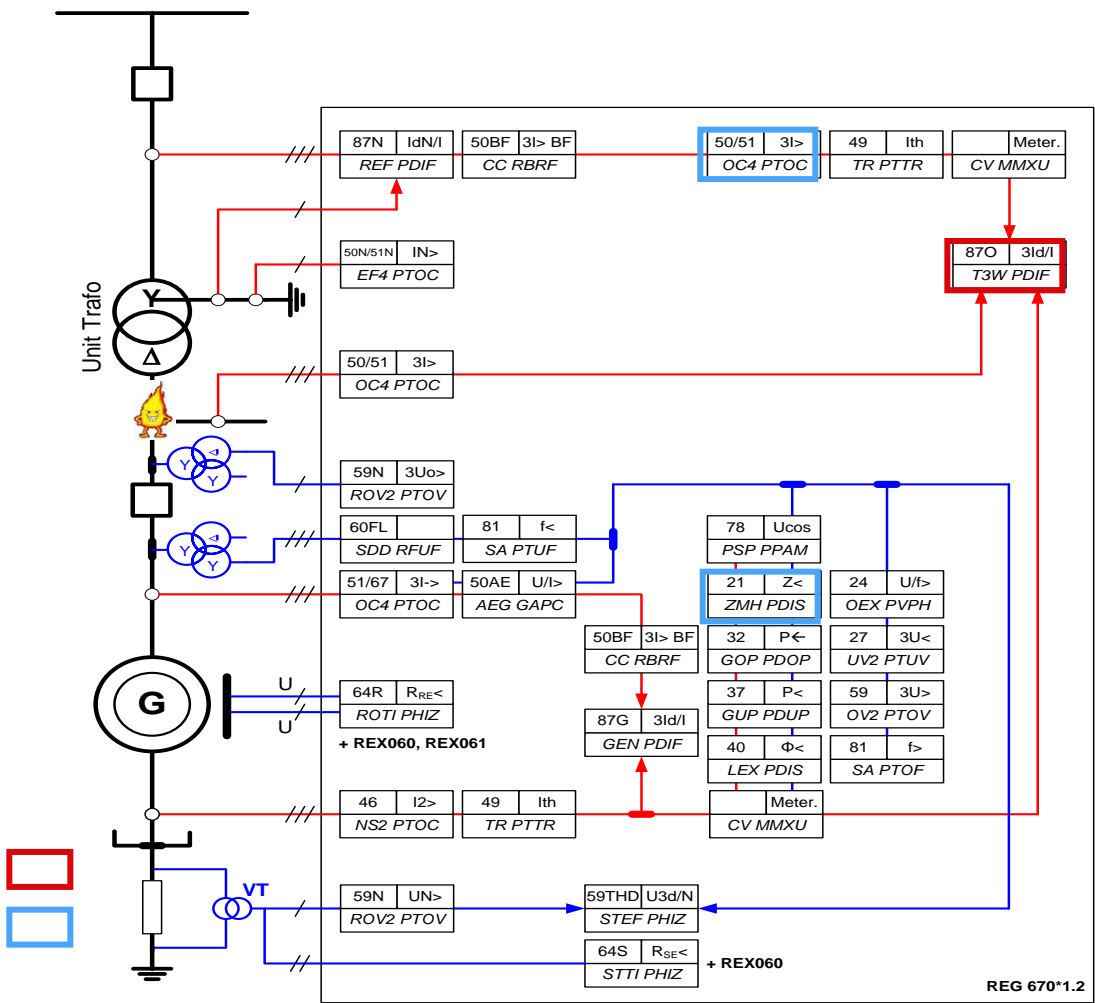 87N IdN/I
REF PDIF
50BF 3I> BF
CC RBRF
50/51 3I>
OC4 PTOC
49 Ith
TR PTTR
Meter.
CV MMXU
50N/51N IN>
EF4 PTOC
87O 3Id/I
T3W PDIF
Unit Trafo
Y
Δ
50/51 3I>
OC4 PTOC
Y
Y
Δ
59N 3Uo>
ROV2 PTOV
Y
Y
Δ
60FL
SDD RFUF
81 f<
SA PTUF
78 Ucos
PSP PPAM
51/67 3I->
OC4 PTOC
50AE U/I>
AEG GAPC
21 Z<
ZMH PDIS
24 U/f>
OEX PVPH
50BF 3I> BF
CC RBRF
32 P←
GOP PDOP
27 3U<
UV2 PTUV
G
U
U
64R RRE<
ROTI PHIZ
+ REX060, REX061
87G 3Id/I
GEN PDIF
37 P<
GUP PDUP
59 3U>
OV2 PTOV
40 Φ<
LEX PDIS
81 f>
SA PTOF
46 I2>
NS2 PTOC
49 Ith
TR PTTR
Meter.
CV MMXU
VT
59N UN>
ROV2 PTOV
59THD U3d/N
STEF PHIZ
64S RSE<
STTI PHIZ
+ REX060
REG 670*1.2